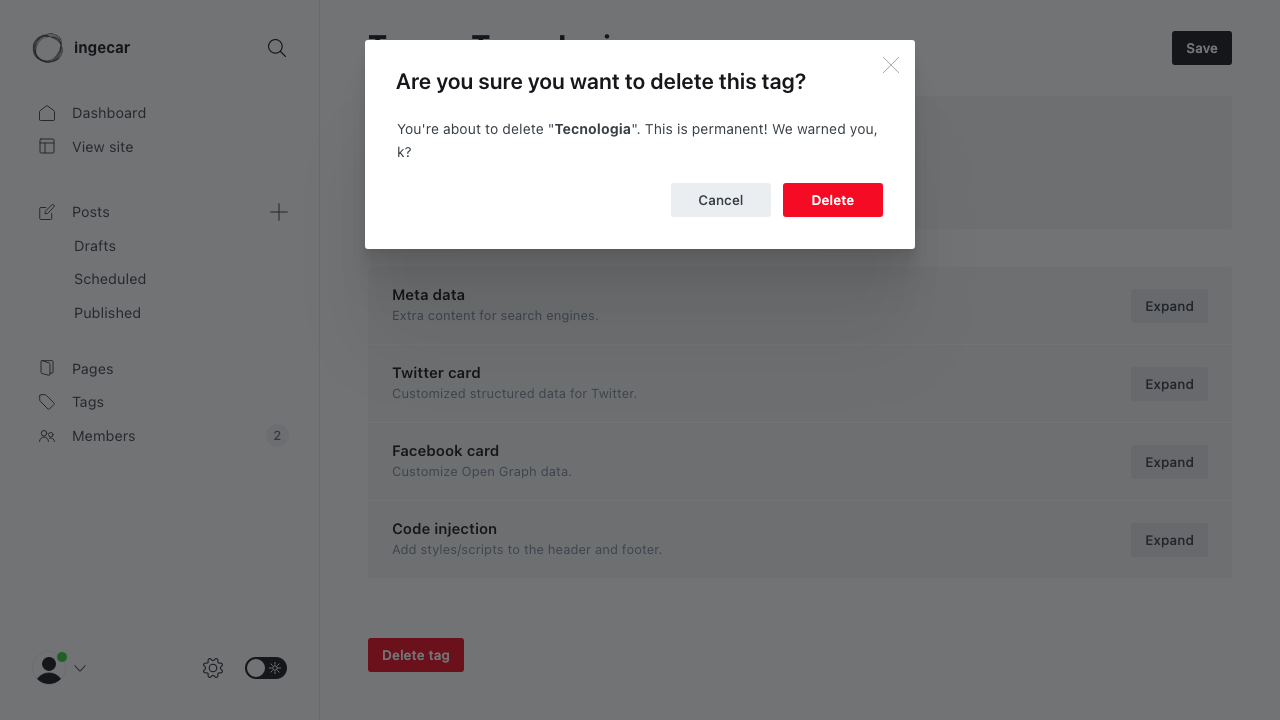 ingecar
Dashboard
View site
Posts
Drafts
Scheduled
Published
Pages
Tags
Members
2
Save
Are you sure you want to delete this tag?
You're about to delete "Tecnologia". This is permanent! We warned you,
k?
Cancel
Delete
Meta data
Extra content for search engines.
Expand
Twitter card
Customized structured data for Twitter.
Expand
Facebook card
Customize Open Graph data.
Expand
Code injection
Add styles/scripts to the header and footer.
Expand
Delete tag